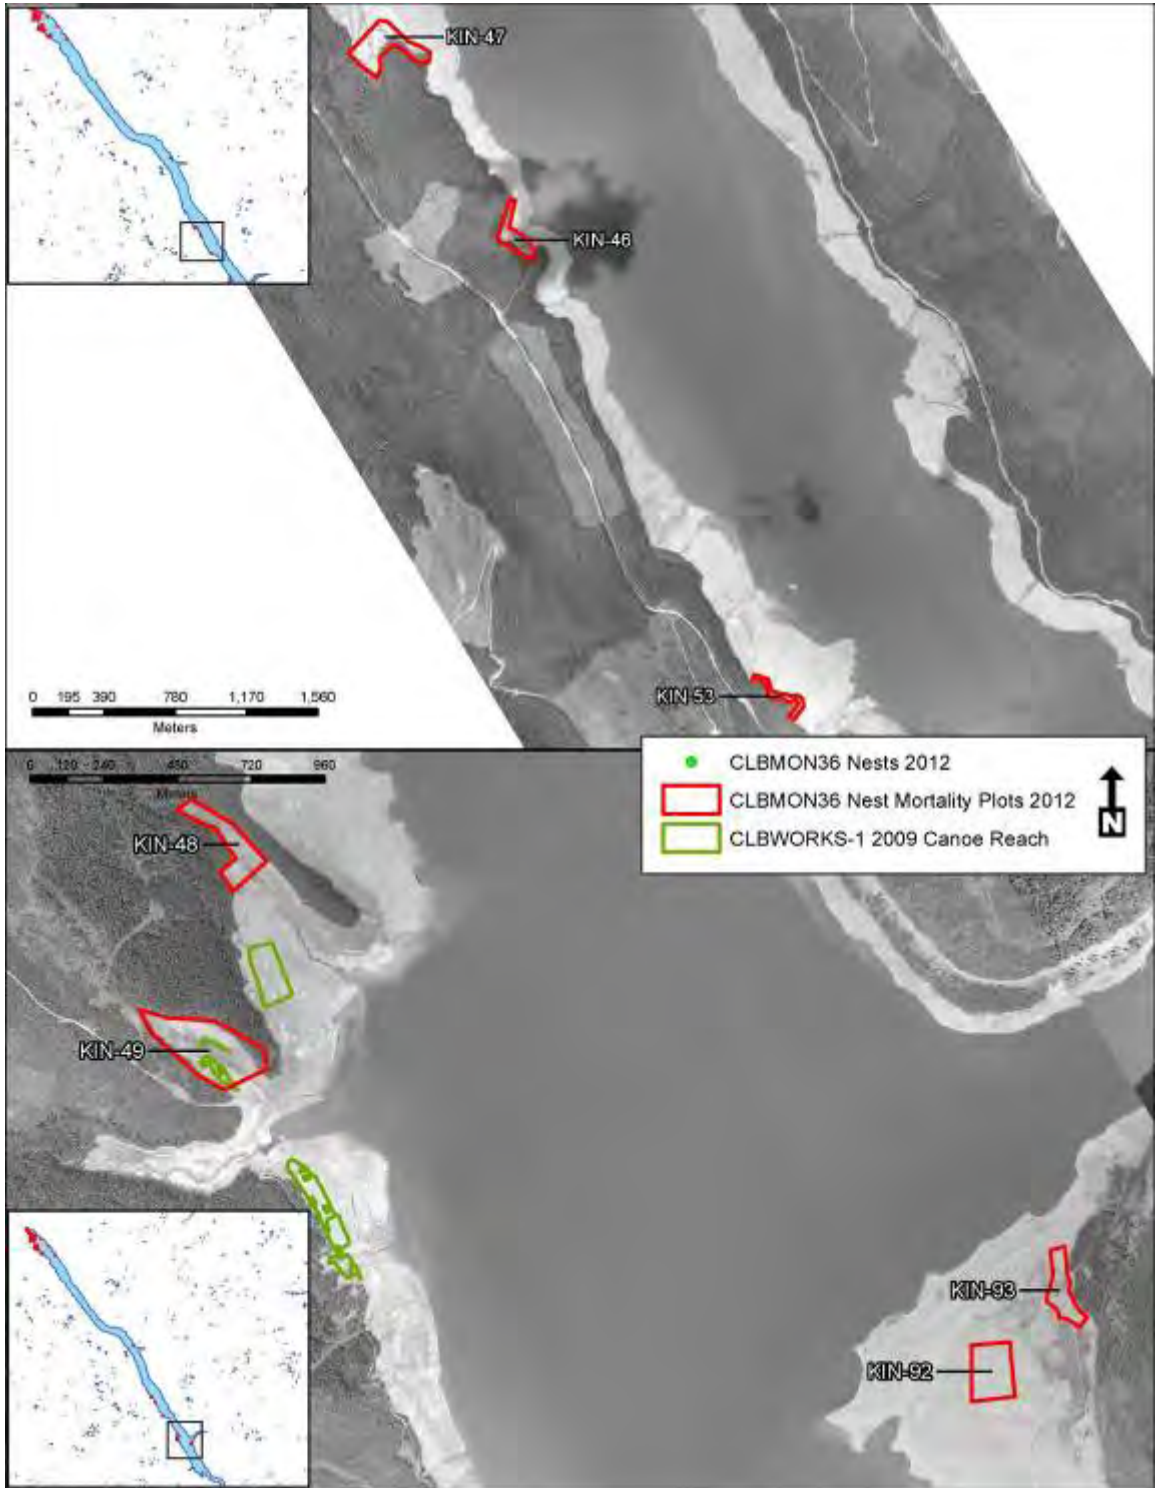 KIN-47
KIN-46
KIN-53
0 195 390 780 1,170 1,560
Meters
CLBMON36 Nests 2012
CLBMON36 Nest Mortality Plots 2012
CLBWORKS-1 2009 Canoe Reach
N
0 120 240 480 720 960
Meters
KIN-48
KIN-49
KIN-93
KIN-92